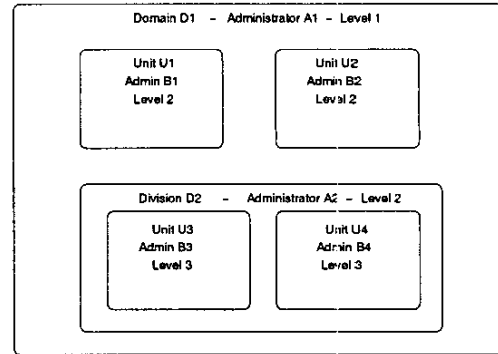 Domain D1 – Administrator A1 – Level 1
Unit U1
Admin B1
Level 2
Unit U2
Admin B2
Level 2
Division D2 – Administrator A2 – Level 2
Unit U3
Admin B3
Level 3
Unit U4
Admin B4
Level 3